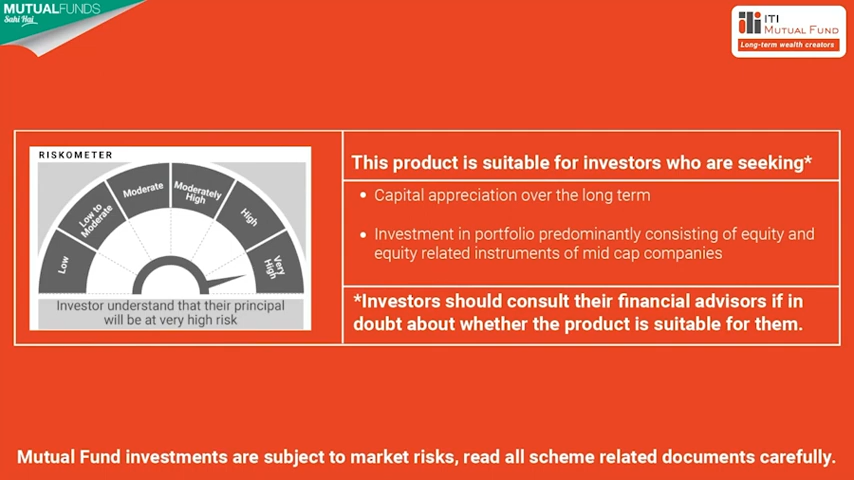 MUTUALFUNDS
Sahi Hai
ITI
MUTUAL FUND
Long-term wealth creators
RISKOMETER
Low
Low to
Moderate
Moderate
Moderately
High
High
Very
High
Investor understand that their principal
will be at very high risk
This product is suitable for investors who are seeking*
• Capital appreciation over the long term
• Investment in portfolio predominantly consisting of equity and
equity related instruments of mid cap companies
*Investors should consult their financial advisors if in
doubt about whether the product is suitable for them.
Mutual Fund investments are subject to market risks, read all scheme related documents carefully.